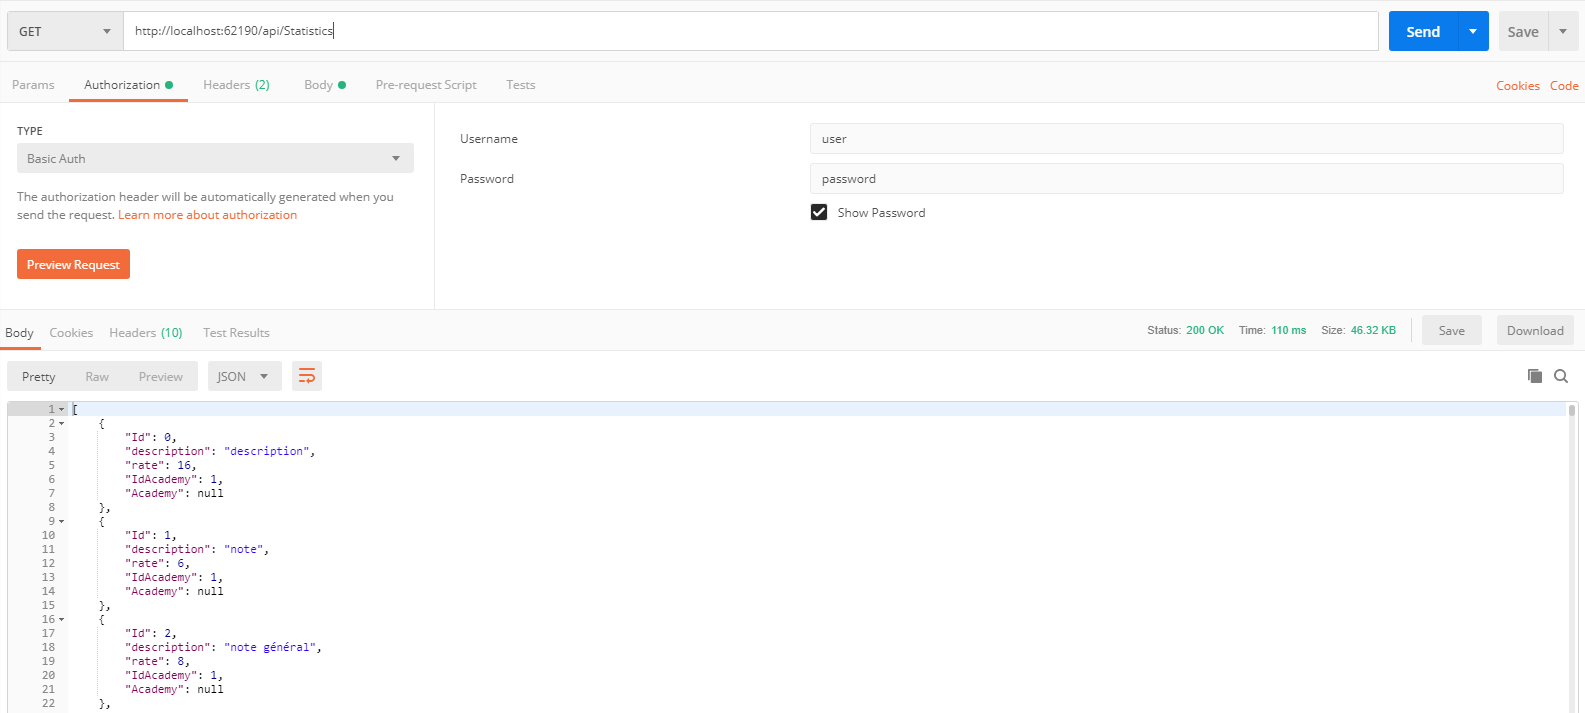 GET http://localhost:62190/api/Statistics Send Save
Params Authorization Headers (2) Body Pre-request Script Tests Cookies Code
TYPE
Basic Auth
The authorization header will be automatically generated when you
send the request. Learn more about authorization
Preview Request
Username user
Password password
Show Password
Body Cookies Headers (10) Test Results Status: 200 OK Time: 110 ms Size: 46.32 KB Save Download
Pretty Raw Preview JSON
1 [
2 {
3 "Id": 0,
4 "description": "description",
5 "rate": 16,
6 "IdAcademy": 1,
7 "Academy": null
8 },
9 {
10 "Id": 1,
11 "description": "note",
12 "rate": 6,
13 "IdAcademy": 1,
14 "Academy": null
15 },
16 {
17 "Id": 2,
18 "description": "note général",
19 "rate": 8,
20 "IdAcademy": 1,
21 "Academy": null
22 },